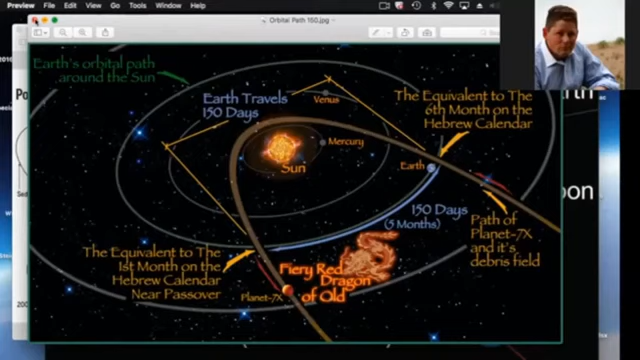 Preview File Edit View Go Tools Window Help
Orbital Path 150.jpg
Earth's orbital path
around the Sun
Earth Travels
150 Days
Venus
The Equivalent to The
6th Month on the
Hebrew Calendar
Mercury
Sun
Earth
150 Days
(5 Months)
Path of
Planet-7X
and it's
debris field
The Equivalent to The
1st Month on the
Hebrew Calendar
Near Passover
Fiery Red
Dragon
of Old
Planet-7X